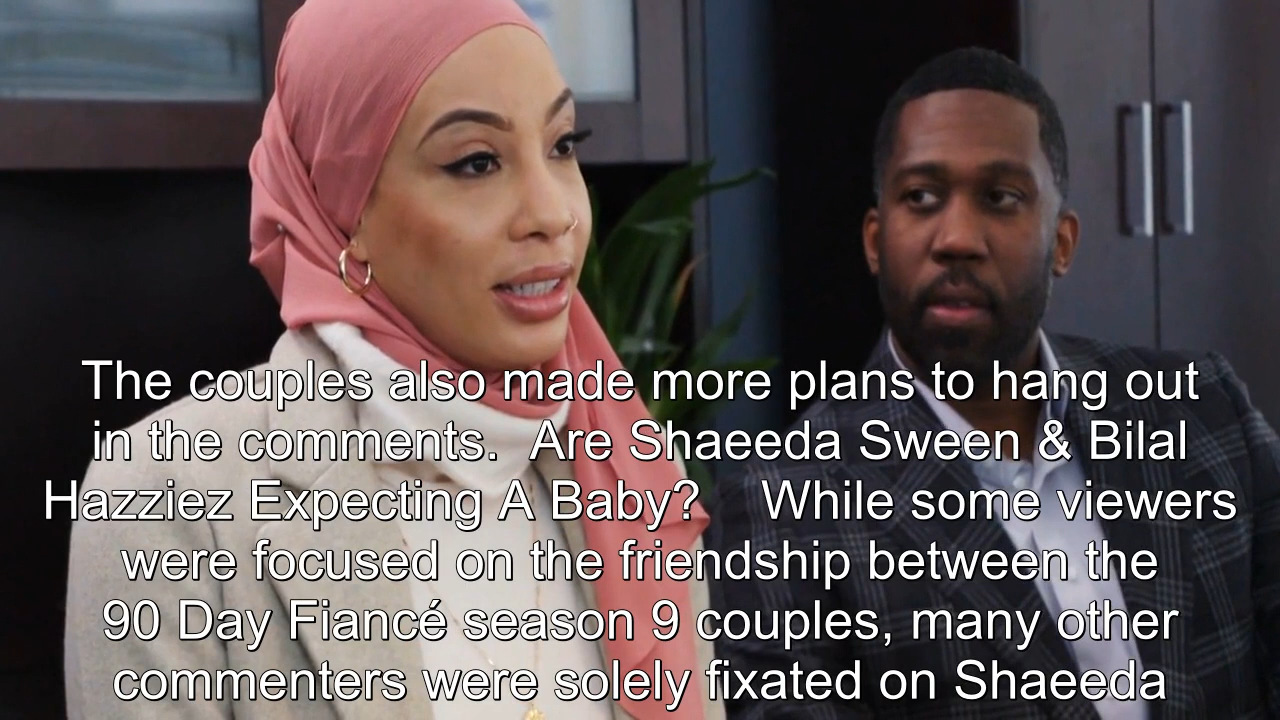 The couples also made more plans to hang out
in the comments.  Are Shaeeda Sween & Bilal
Hazziez Expecting A Baby?     While some viewers
were focused on the friendship between the
90 Day Fiancé season 9 couples, many other
commenters were solely fixated on Shaeeda